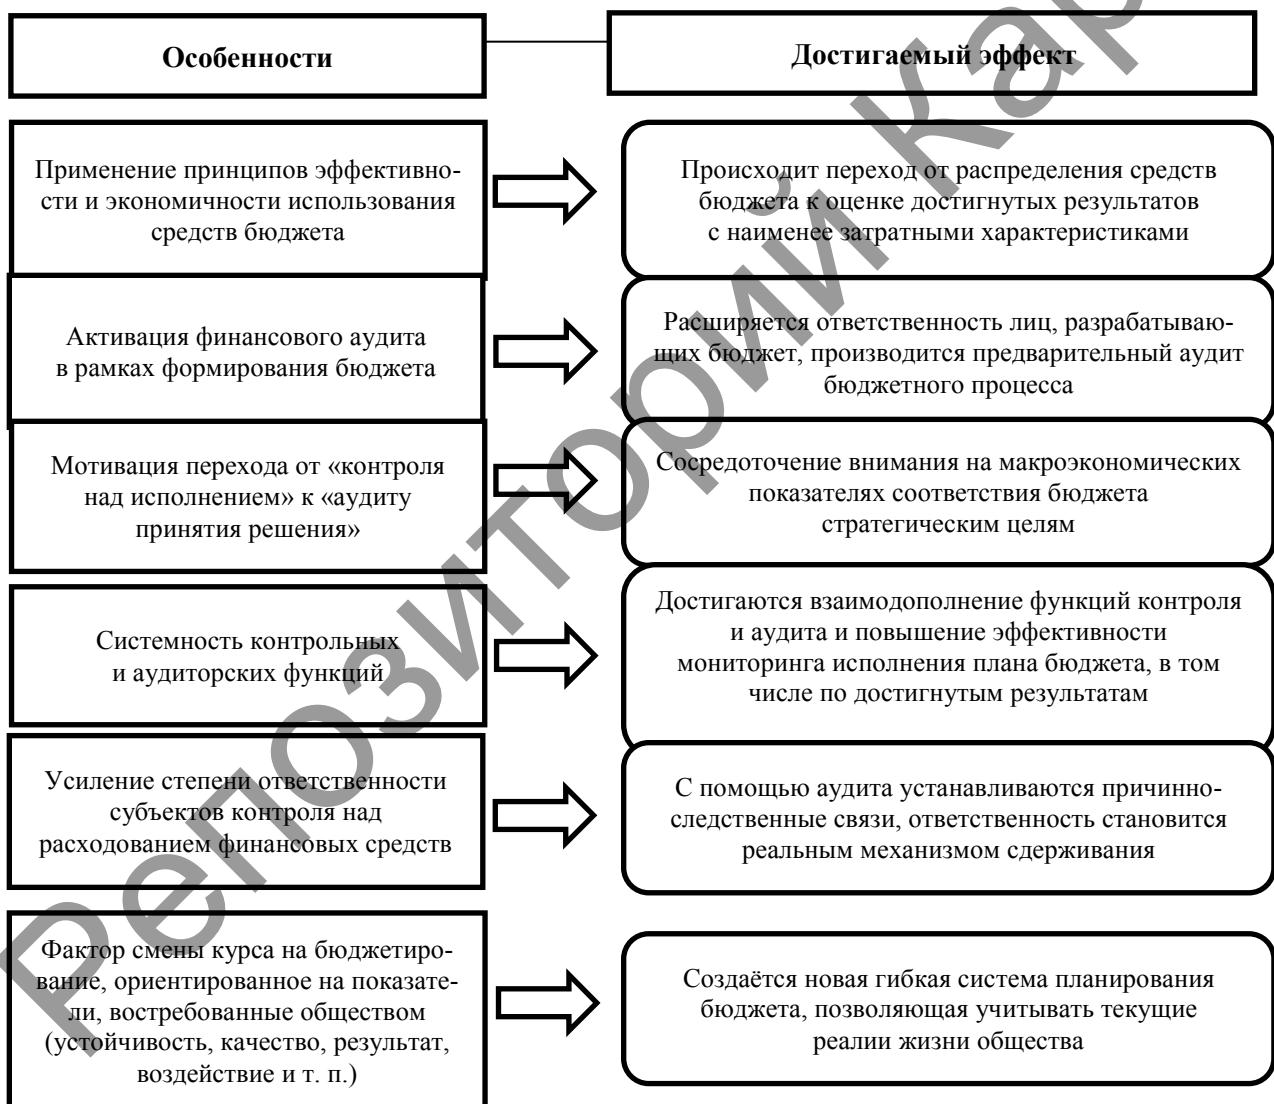 Особенности
Достигаемый эффект
Применение принципов эффективно-
сти и экономичности использования
средств бюджета
Происходит переход от распределения средств
бюджета к оценке достигнутых результатов
с наименее затратными характеристиками
Активация финансового аудита
в рамках формирования бюджета
Расширяется ответственность лиц, разрабатываю-
щих бюджет, производится предварительный аудит
бюджетного процесса
Мотивация перехода от «контроля
над исполнением» к «аудиту
принятия решения»
Сосредоточение внимания на макроэкономических
показателях соответствия бюджета
стратегическим целям
Системность контрольных
и аудиторских функций
Достигаются взаимодополнение функций контроля
и аудита и повышение эффективности
мониторинга исполнения плана бюджета, в том
числе по достигнутым результатам
Усиление степени ответственности
субъектов контроля над
расходованием финансовых средств
С помощью аудита устанавливаются причинно-
следственные связи, ответственность становится
реальным механизмом сдерживания
Фактор смены курса на бюджетиро-
вание, ориентированное на показате-
ли, востребованные обществом
(устойчивость, качество, результат,
воздействие и т. п.)
Создаётся новая гибкая система планирования
бюджета, позволяющая учитывать текущие
реалии жизни общества
Репозиторий Кар